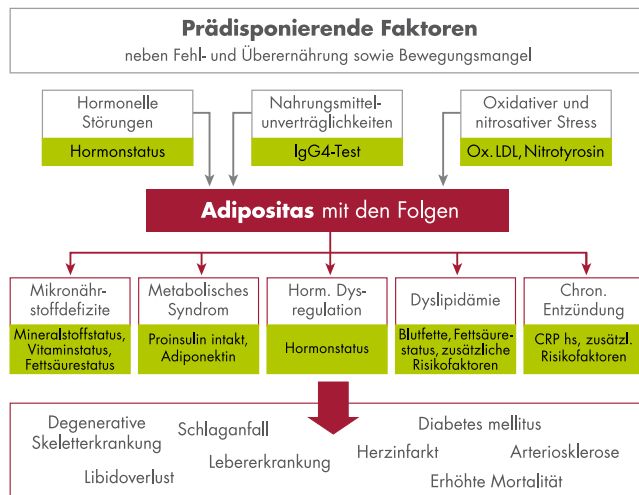 Prädisponierende Faktoren
neben Fehl- und Überernährung sowie Bewegungsmangel
Hormonelle
Störungen
Hormonstatus
Nahrungsmittel-
unverträglichkeiten
IgG4-Test
Oxidativer und
nitrosativer Stress
Ox. LDL, Nitrotyrosin
Adipositas mit den Folgen
Mikronähr-
stoffdefizite
Mineralstoffstatus,
Vitaminstatus,
Fettsäurestatus
Metabolisches
Syndrom
Proinsulin intakt,
Adiponektin
Horm. Dys-
regulation
Hormonstatus
Dyslipidämie
Blutfette, Fettsäure-
status, zusätzliche
Risikofaktoren
Chron.
Entzündung
CRP hs, zusätzl.
Risikofaktoren
Degenerative
Skeletterkrankung
Schlaganfall
Diabetes mellitus
Libidoverlust
Lebererkrankung
Herzinfarkt
Arteriosklerose
Erhöhte Mortalität